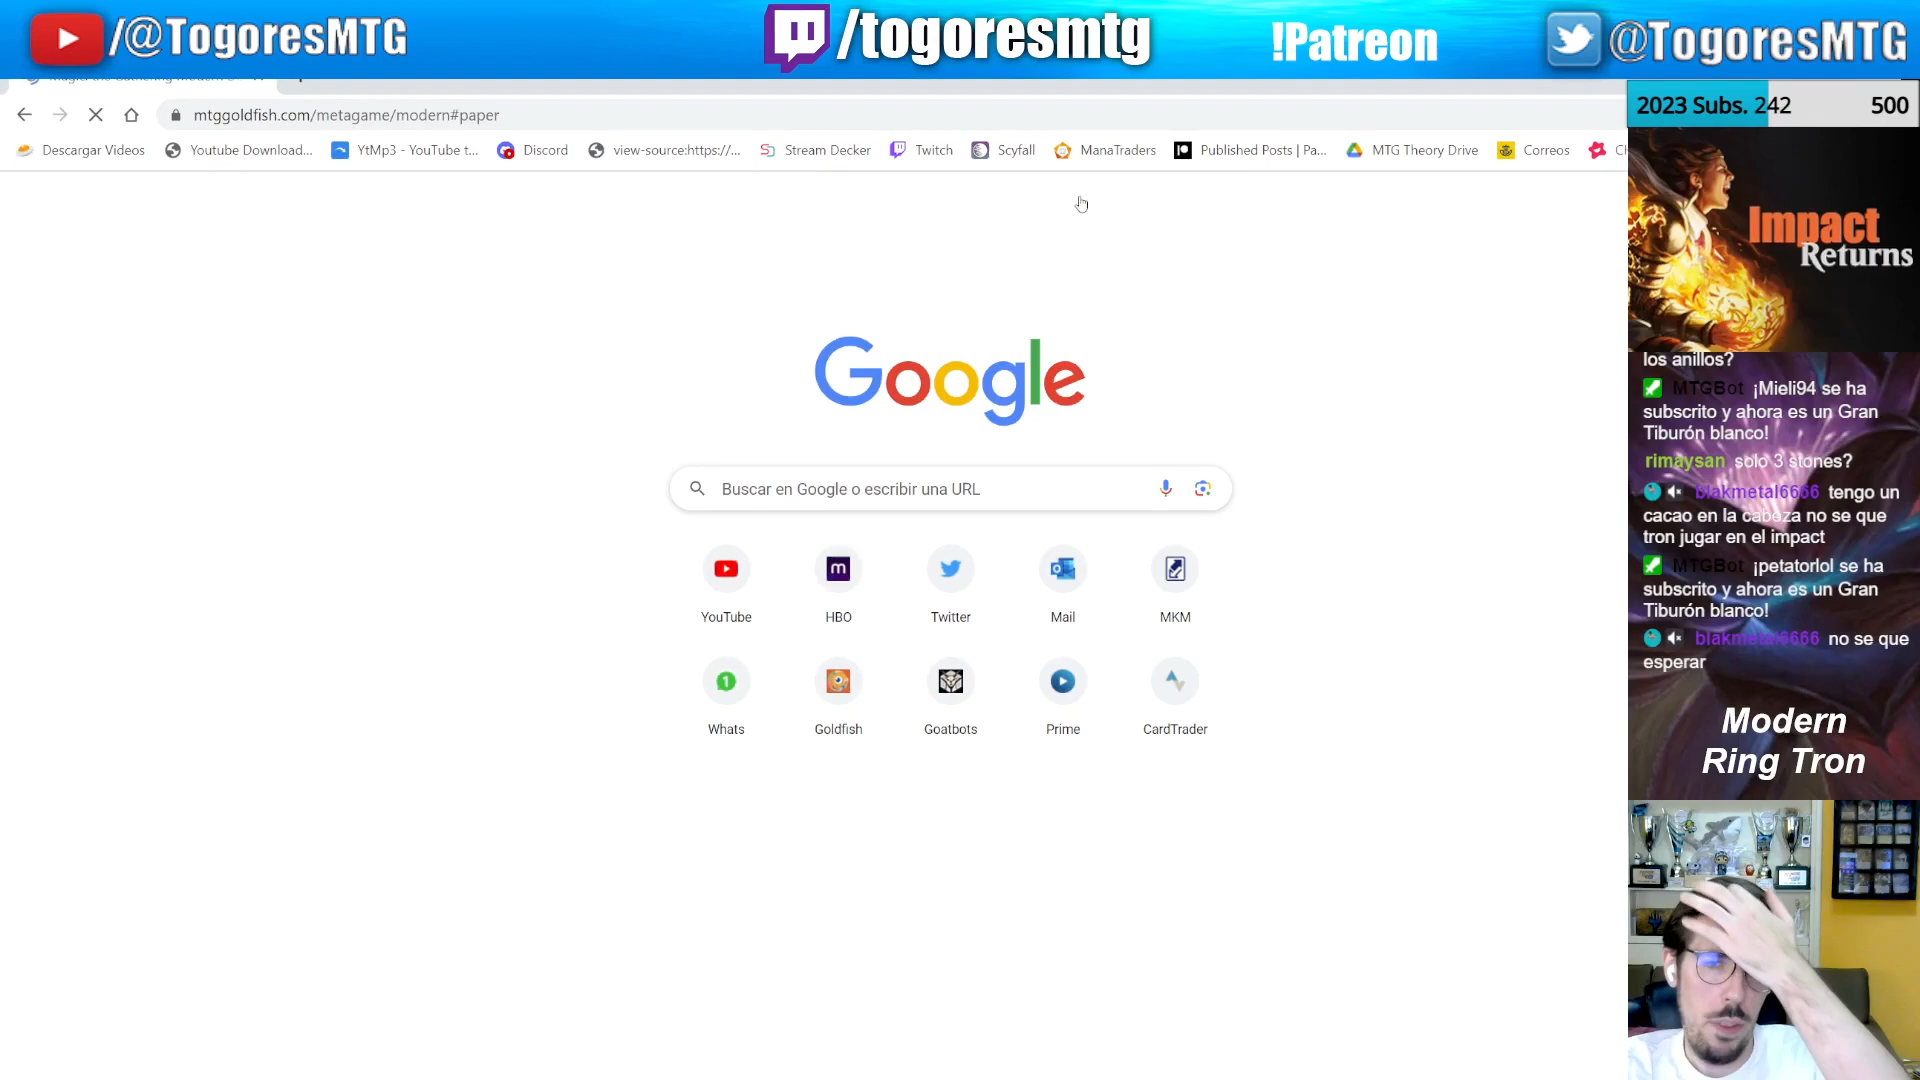 /@TogoresMTG
/togoresmtg
!Patreon
@TogoresMTG
mtggoldfish.com/metagame/modern#paper
2023 Subs. 242 500
Descargar Videos
Youtube Download...
YtMp3 - YouTube t...
Discord
view-source:https://...
Stream Decker
Twitch
Scyfall
ManaTraders
Published Posts | Pa...
MTG Theory Drive
Correos
Impact
Returns
Google
Buscar en Google o escribir una URL
YouTube
HBO
Twitter
Mail
MKM
Whats
Goldfish
Goatbots
Prime
CardTrader
los anillos?
MTGBot ¡Mieli94 se ha
subscrito y ahora es un Gran
Tiburón blanco!
rimaysan solo 3 stones?
blakmetal6666 tengo un
cacao en la cabeza no se que
tron jugar en el impact
MTGBot ¡petatorlol se ha
subscrito y ahora es un Gran
Tiburón blanco!
blakmetal6666 no se que
esperar
Modern
Ring Tron